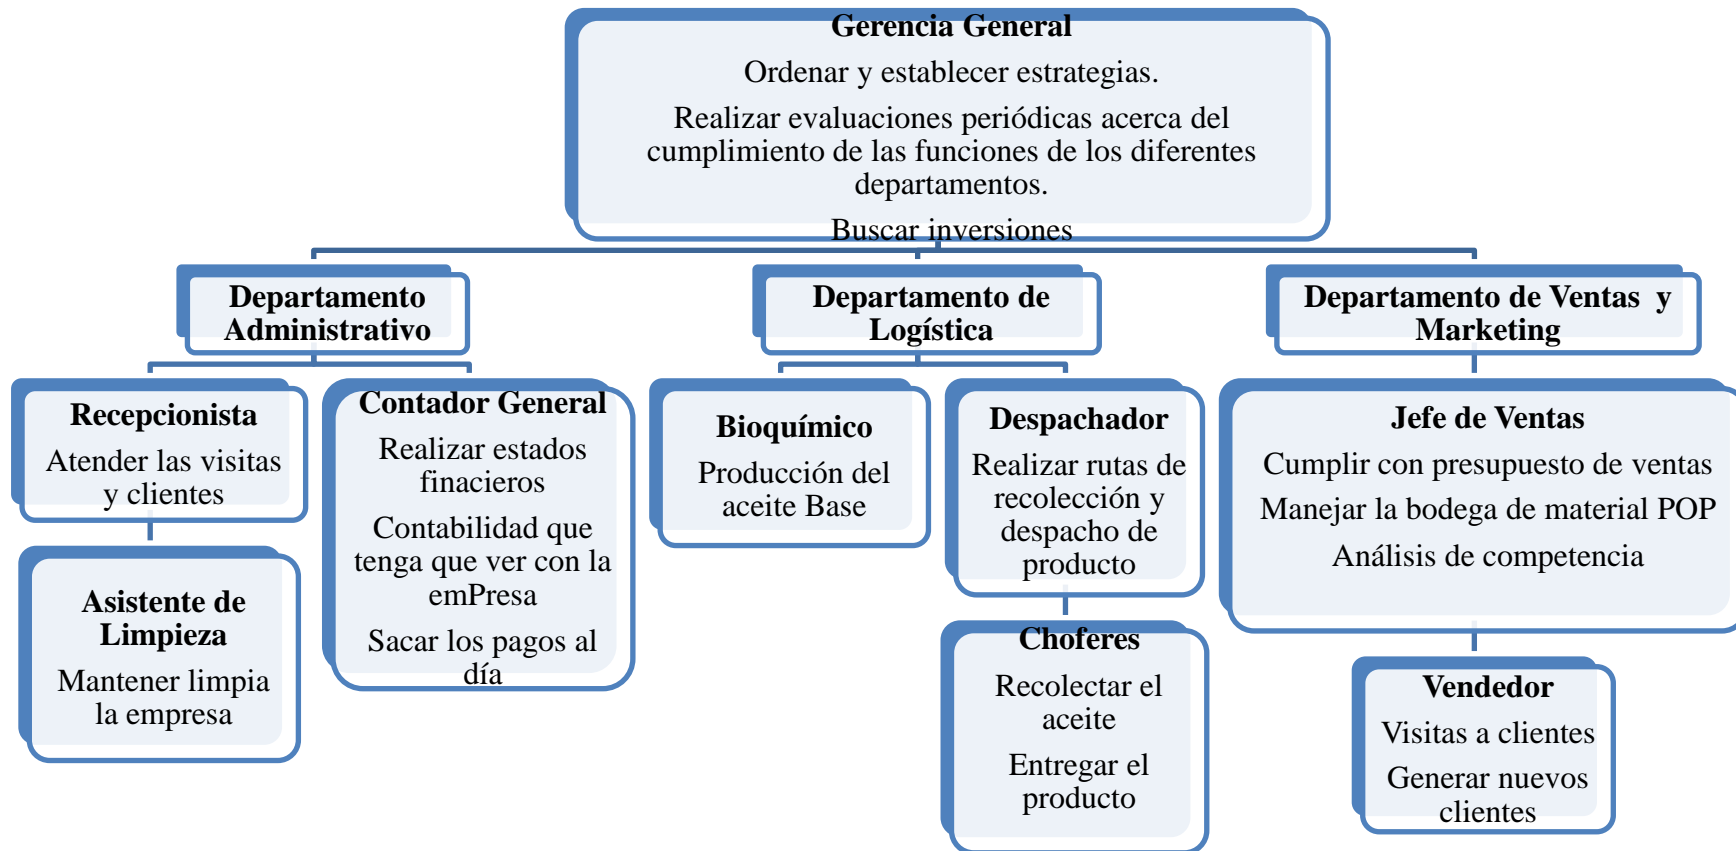 Gerencia General
Ordenar y establecer estrategias.
Realizar evaluaciones periódicas acerca del
cumplimiento de las funciones de los diferentes
departamentos.
Buscar inversiones
Departamento
Administrativo
Departamento de
Logística
Departamento de Ventas  y
Marketing
Recepcionista
Atender las visitas
y clientes
Contador General
Realizar estados
finacieros
Contabilidad que
tenga que ver con la
emPresa
Sacar los pagos al
día
Bioquímico
Producción del
aceite Base
Despachador
Realizar rutas de
recolección y
despacho de
producto
Jefe de Ventas
Cumplir con presupuesto de ventas
Manejar la bodega de material POP
Análisis de competencia
Asistente de
Limpieza
Mantener limpia
la empresa
Choferes
Recolectar el
aceite
Entregar el
producto
Vendedor
Visitas a clientes
Generar nuevos
clientes